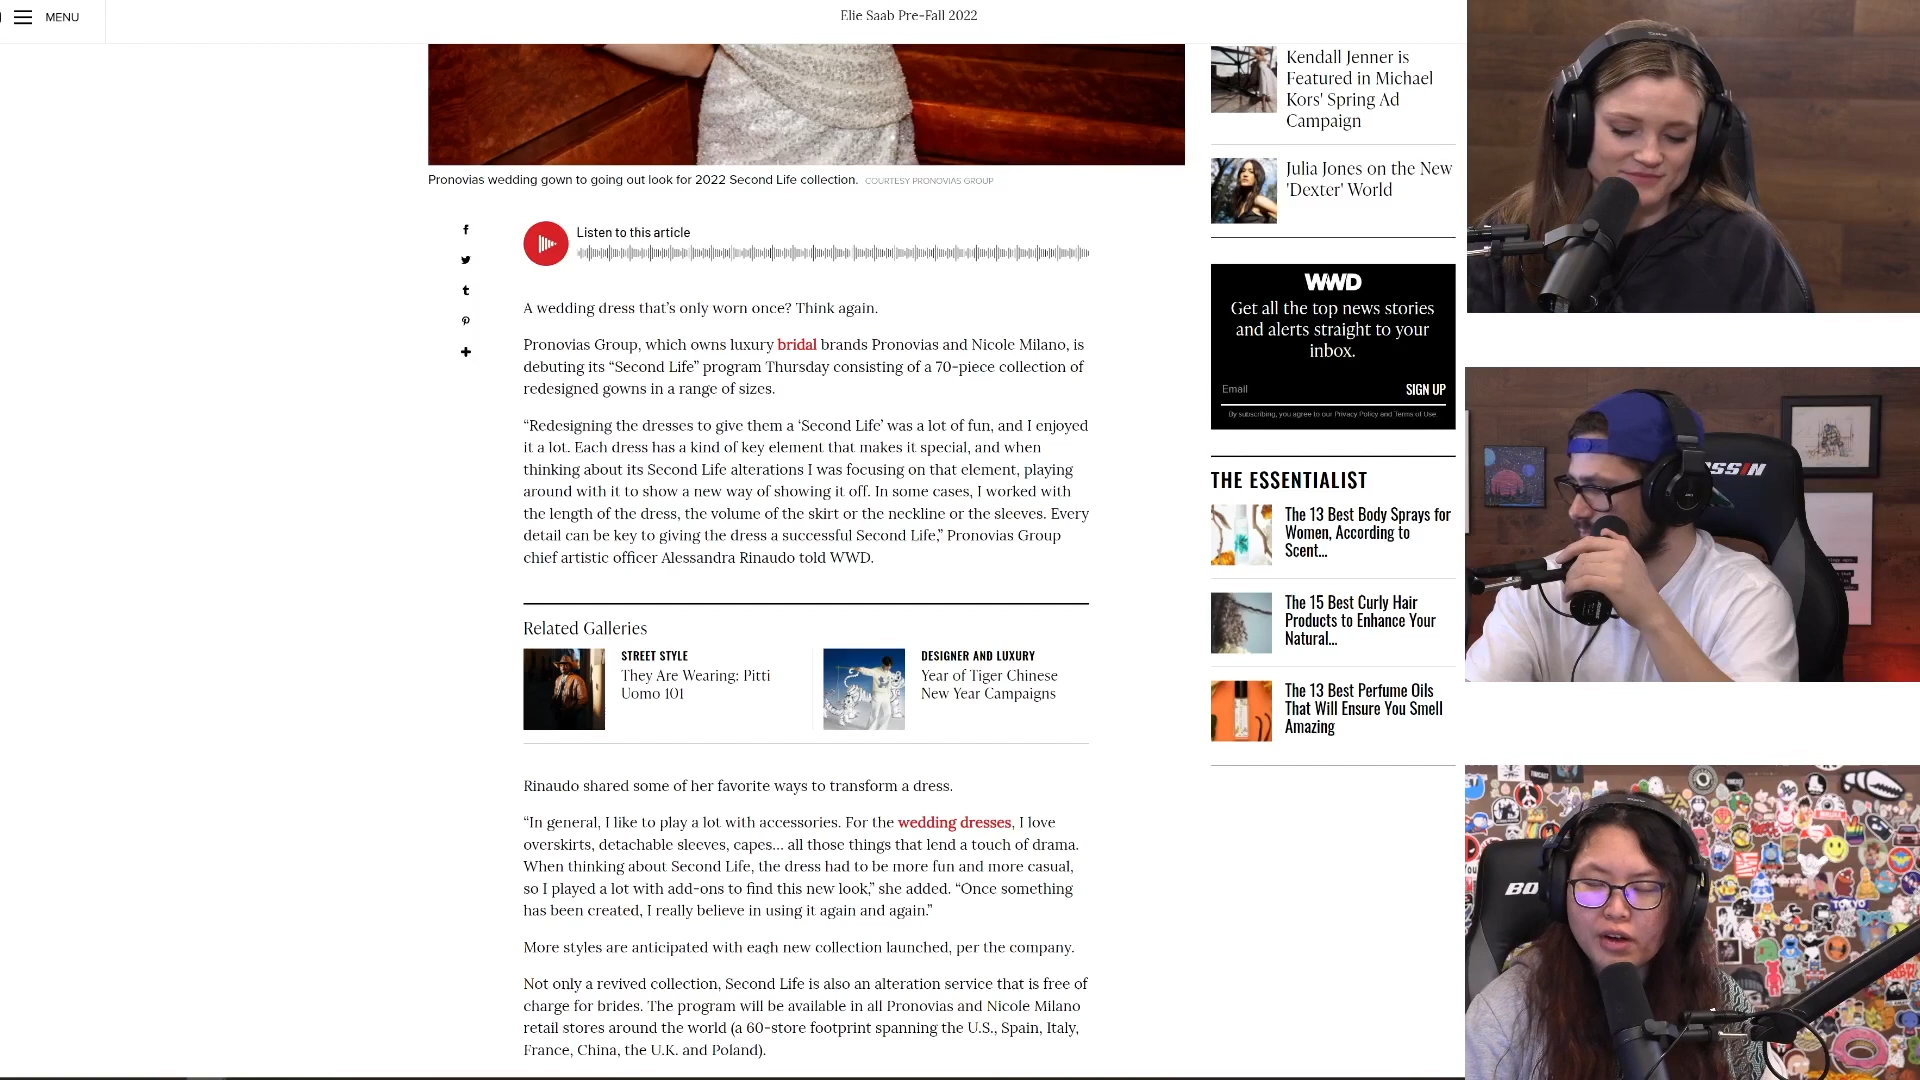 MENU
Elie Saab Pre-Fall 2022
Pronovias wedding gown to going out look for 2022 Second Life collection. COURTESY PRONOVIAS GROUP
Listen to this article
A wedding dress that's only worn once? Think again.
Pronovias Group, which owns luxury bridal brands Pronovias and Nicole Milano, is
debuting its “Second Life” program Thursday consisting of a 70-piece collection of
redesigned gowns in a range of sizes.
“Redesigning the dresses to give them a ‘Second Life’ was a lot of fun, and I enjoyed
it a lot. Each dress has a kind of key element that makes it special, and when
thinking about its Second Life alterations I was focusing on that element, playing
around with it to show a new way of showing it off. In some cases, I worked with
the length of the dress, the volume of the skirt or the neckline or the sleeves. Every
detail can be key to giving the dress a successful Second Life,” Pronovias Group
chief artistic officer Alessandra Rinaudo told WWD.
Related Galleries
STREET STYLE
They Are Wearing: Pitti
Uomo 101
DESIGNER AND LUXURY
Year of Tiger Chinese
New Year Campaigns
Rinaudo shared some of her favorite ways to transform a dress.
“In general, I like to play a lot with accessories. For the wedding dresses, I love
overskirts, detachable sleeves, capes… all those things that lend a touch of drama.
When thinking about Second Life, the dress had to be more fun and more casual,
so I played a lot with add-ons to find this new look,” she added. “Once something
has been created, I really believe in using it again and again.”
More styles are anticipated with each new collection launched, per the company.
Not only a revived collection, Second Life is also an alteration service that is free of
charge for brides. The program will be available in all Pronovias and Nicole Milano
retail stores around the world (a 60-store footprint spanning the U.S., Spain, Italy,
France, China, the U.K. and Poland).
Kendall Jenner is
Featured in Michael
Kors' Spring Ad
Campaign
Julia Jones on the New
'Dexter' World
WWD
Get all the top news stories
and alerts straight to your
inbox.
Email
SIGN UP
By subscribing, you agree to our Privacy Policy and Terms of Use.
THE ESSENTIALIST
The 13 Best Body Sprays for
Women, According to
Scent...
The 15 Best Curly Hair
Products to Enhance Your
Natural...
The 13 Best Perfume Oils
That Will Ensure You Smell
Amazing
SSIN
BO
TOKYO
Supreme